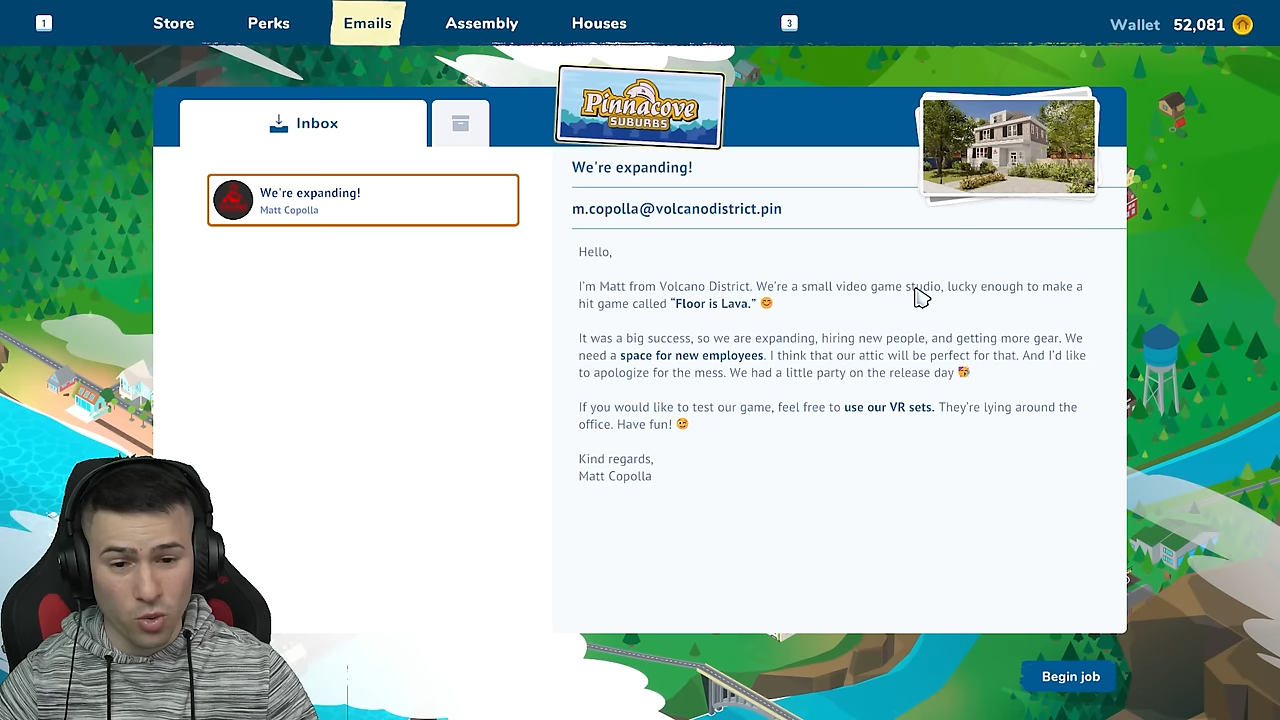 1
Store
Perks
Emails
Assembly
Houses
3
Wallet 52,081
Inbox
Pinnacove
SUBURBS
We're expanding!
Matt Copolla
We're expanding!
m.copolla@volcanodistrict.pin
Hello,
I'm Matt from Volcano District. We're a small video game studio, lucky enough to make a
hit game called "Floor is Lava." 😊
It was a big success, so we are expanding, hiring new people, and getting more gear. We
need a space for new employees. I think that our attic will be perfect for that. And I'd like
to apologize for the mess. We had a little party on the release day 🥳
If you would like to test our game, feel free to use our VR sets. They're lying around the
office. Have fun! 😉
Kind regards,
Matt Copolla
Begin job